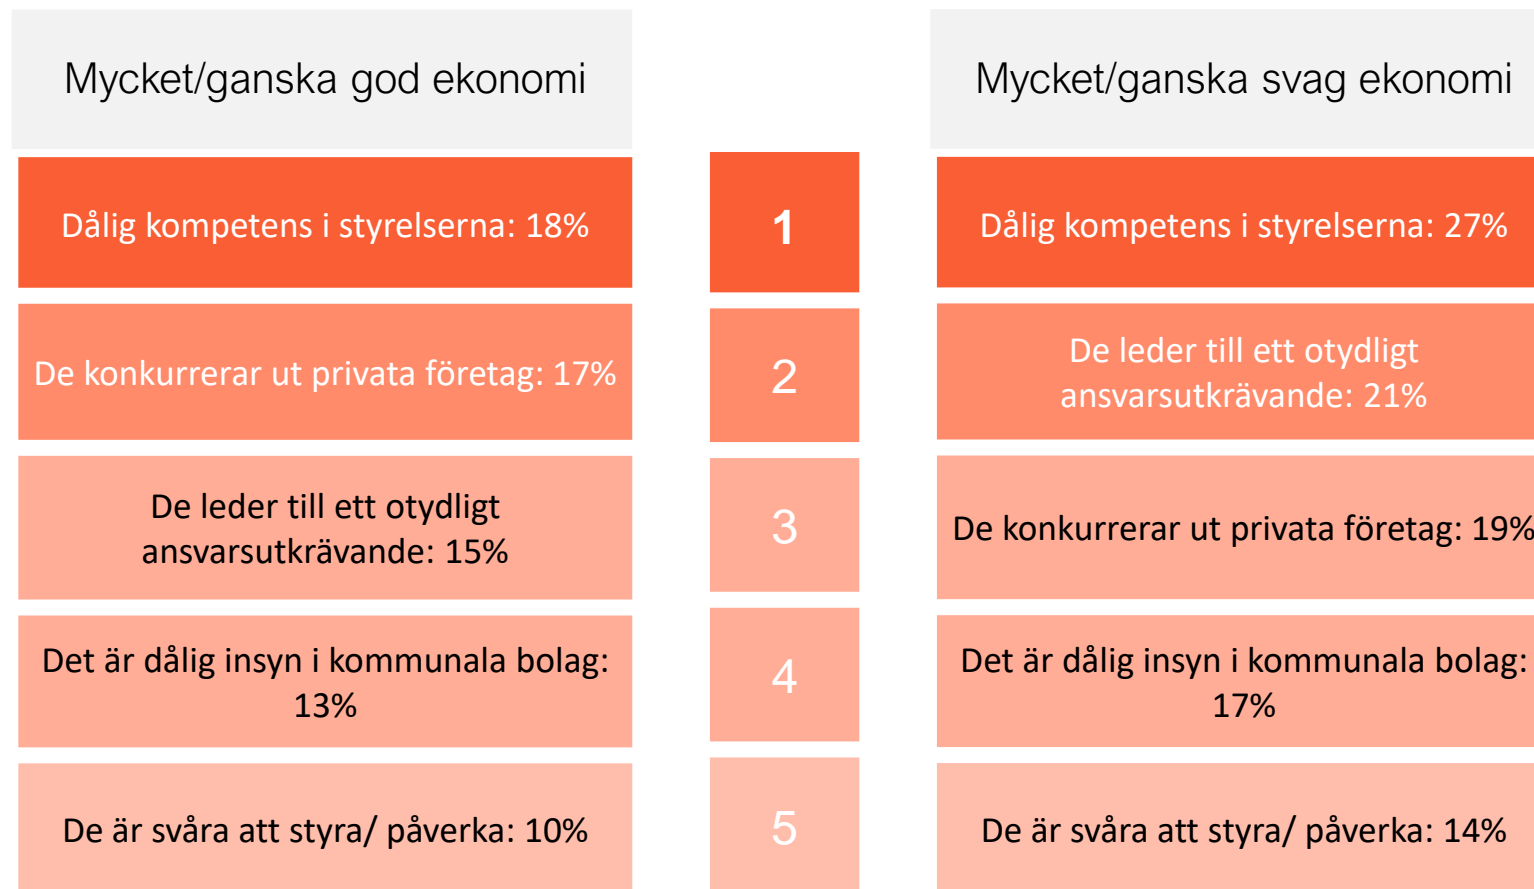 Mycket/ganska god ekonomi
Mycket/ganska svag ekonomi
Dålig kompetens i styrelserna: 18%
1
Dålig kompetens i styrelserna: 27%
De konkurrerar ut privata företag: 17%
2
De leder till ett otydligt
ansvarsutkrävande: 21%
De leder till ett otydligt
ansvarsutkrävande: 15%
3
De konkurrerar ut privata företag: 19%
Det är dålig insyn i kommunala bolag:
13%
4
Det är dålig insyn i kommunala bolag:
17%
De är svåra att styra/ påverka: 10%
5
De är svåra att styra/ påverka: 14%